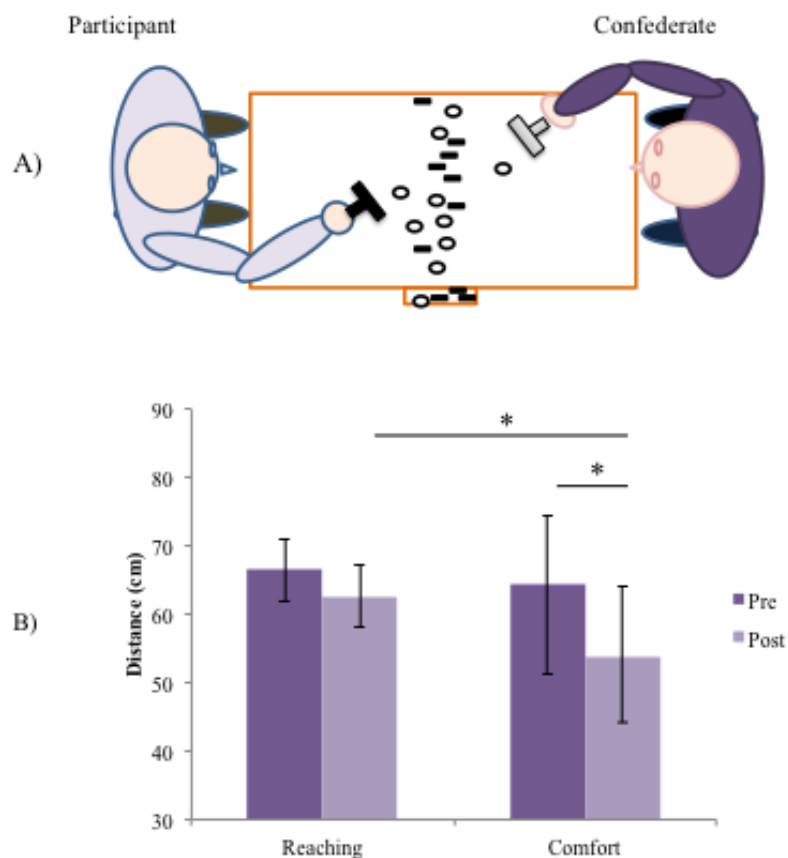 Participant
Confederate
A)
B)
Distance (cm)
90
80
70
60
50
40
30
*
*
Pre
Post
Reaching
Comfort